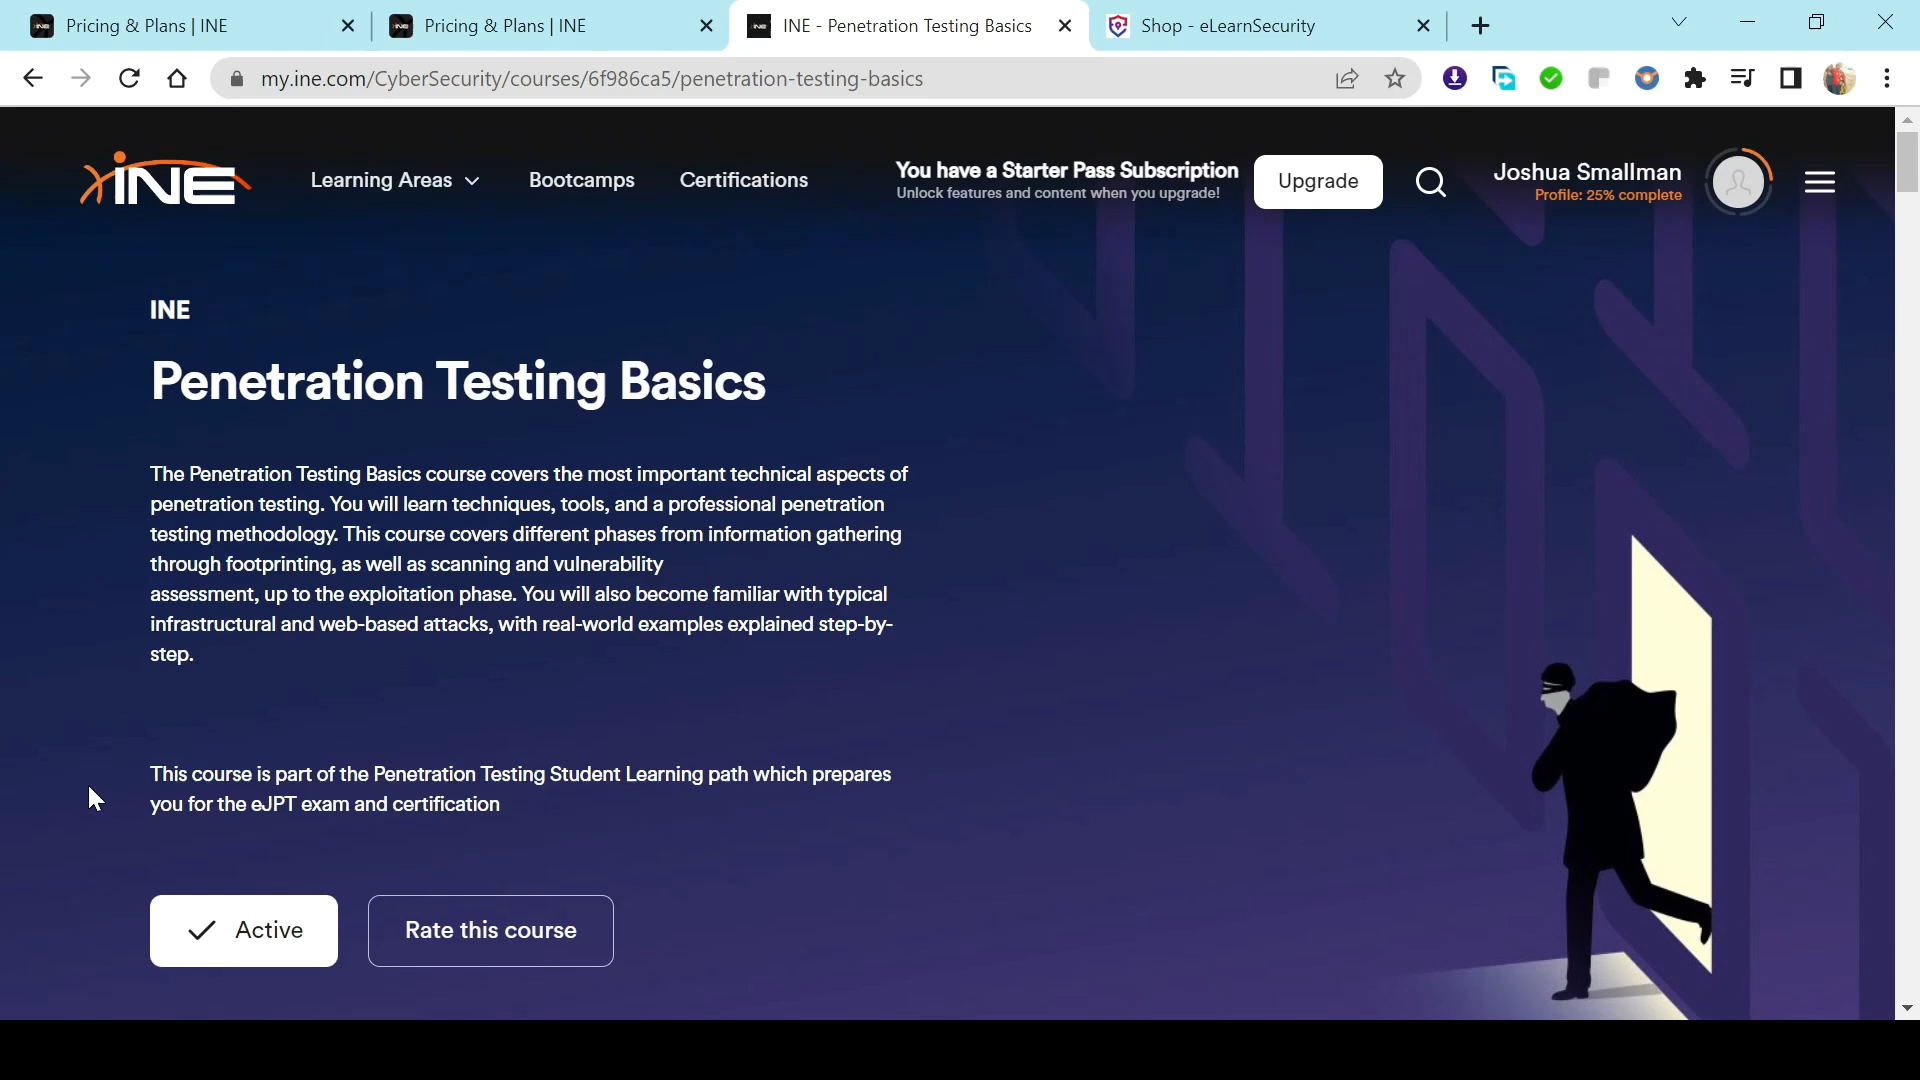 Pricing & Plans | INE
Pricing & Plans | INE
INE - Penetration Testing Basics
Shop - eLearnSecurity
my.ine.com/CyberSecurity/courses/6f986ca5/penetration-testing-basics
INE
Learning Areas
Bootcamps
Certifications
You have a Starter Pass Subscription
Unlock features and content when you upgrade!
Upgrade
Joshua Smallman
Profile: 25% complete
INE
Penetration Testing Basics
The Penetration Testing Basics course covers the most important technical aspects of
penetration testing. You will learn techniques, tools, and a professional penetration
testing methodology. This course covers different phases from information gathering
through footprinting, as well as scanning and vulnerability
assessment, up to the exploitation phase. You will also become familiar with typical
infrastructural and web-based attacks, with real-world examples explained step-by-
step.
This course is part of the Penetration Testing Student Learning path which prepares
you for the eJPT exam and certification
Active
Rate this course